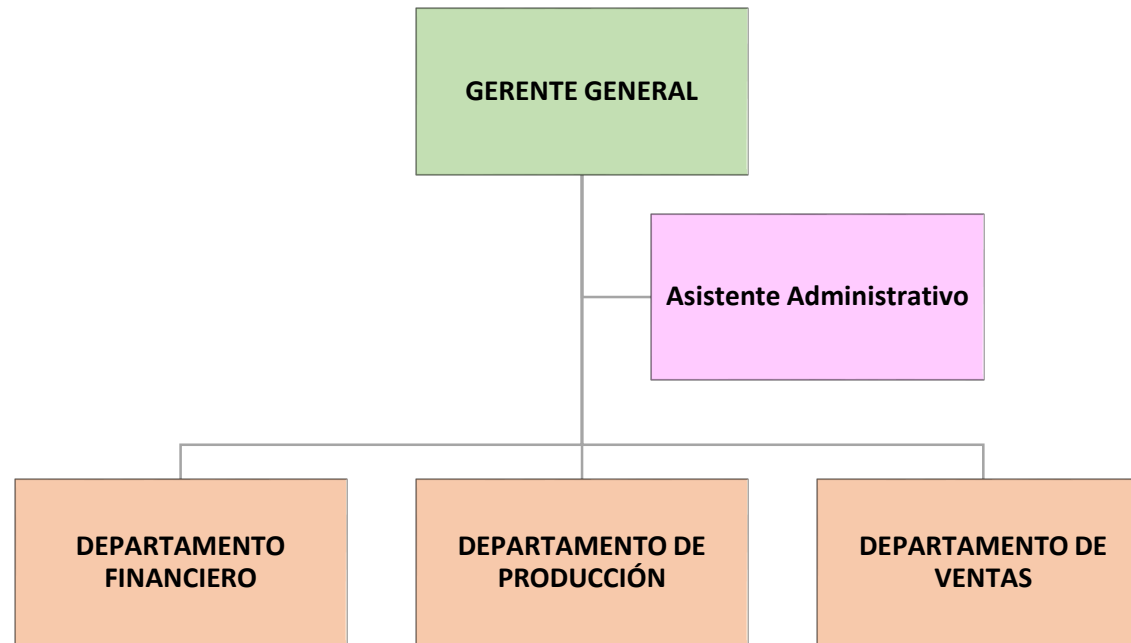 GERENTE GENERAL
Asistente Administrativo
DEPARTAMENTO
FINANCIERO
DEPARTAMENTO DE
PRODUCCIÓN
DEPARTAMENTO DE
VENTAS